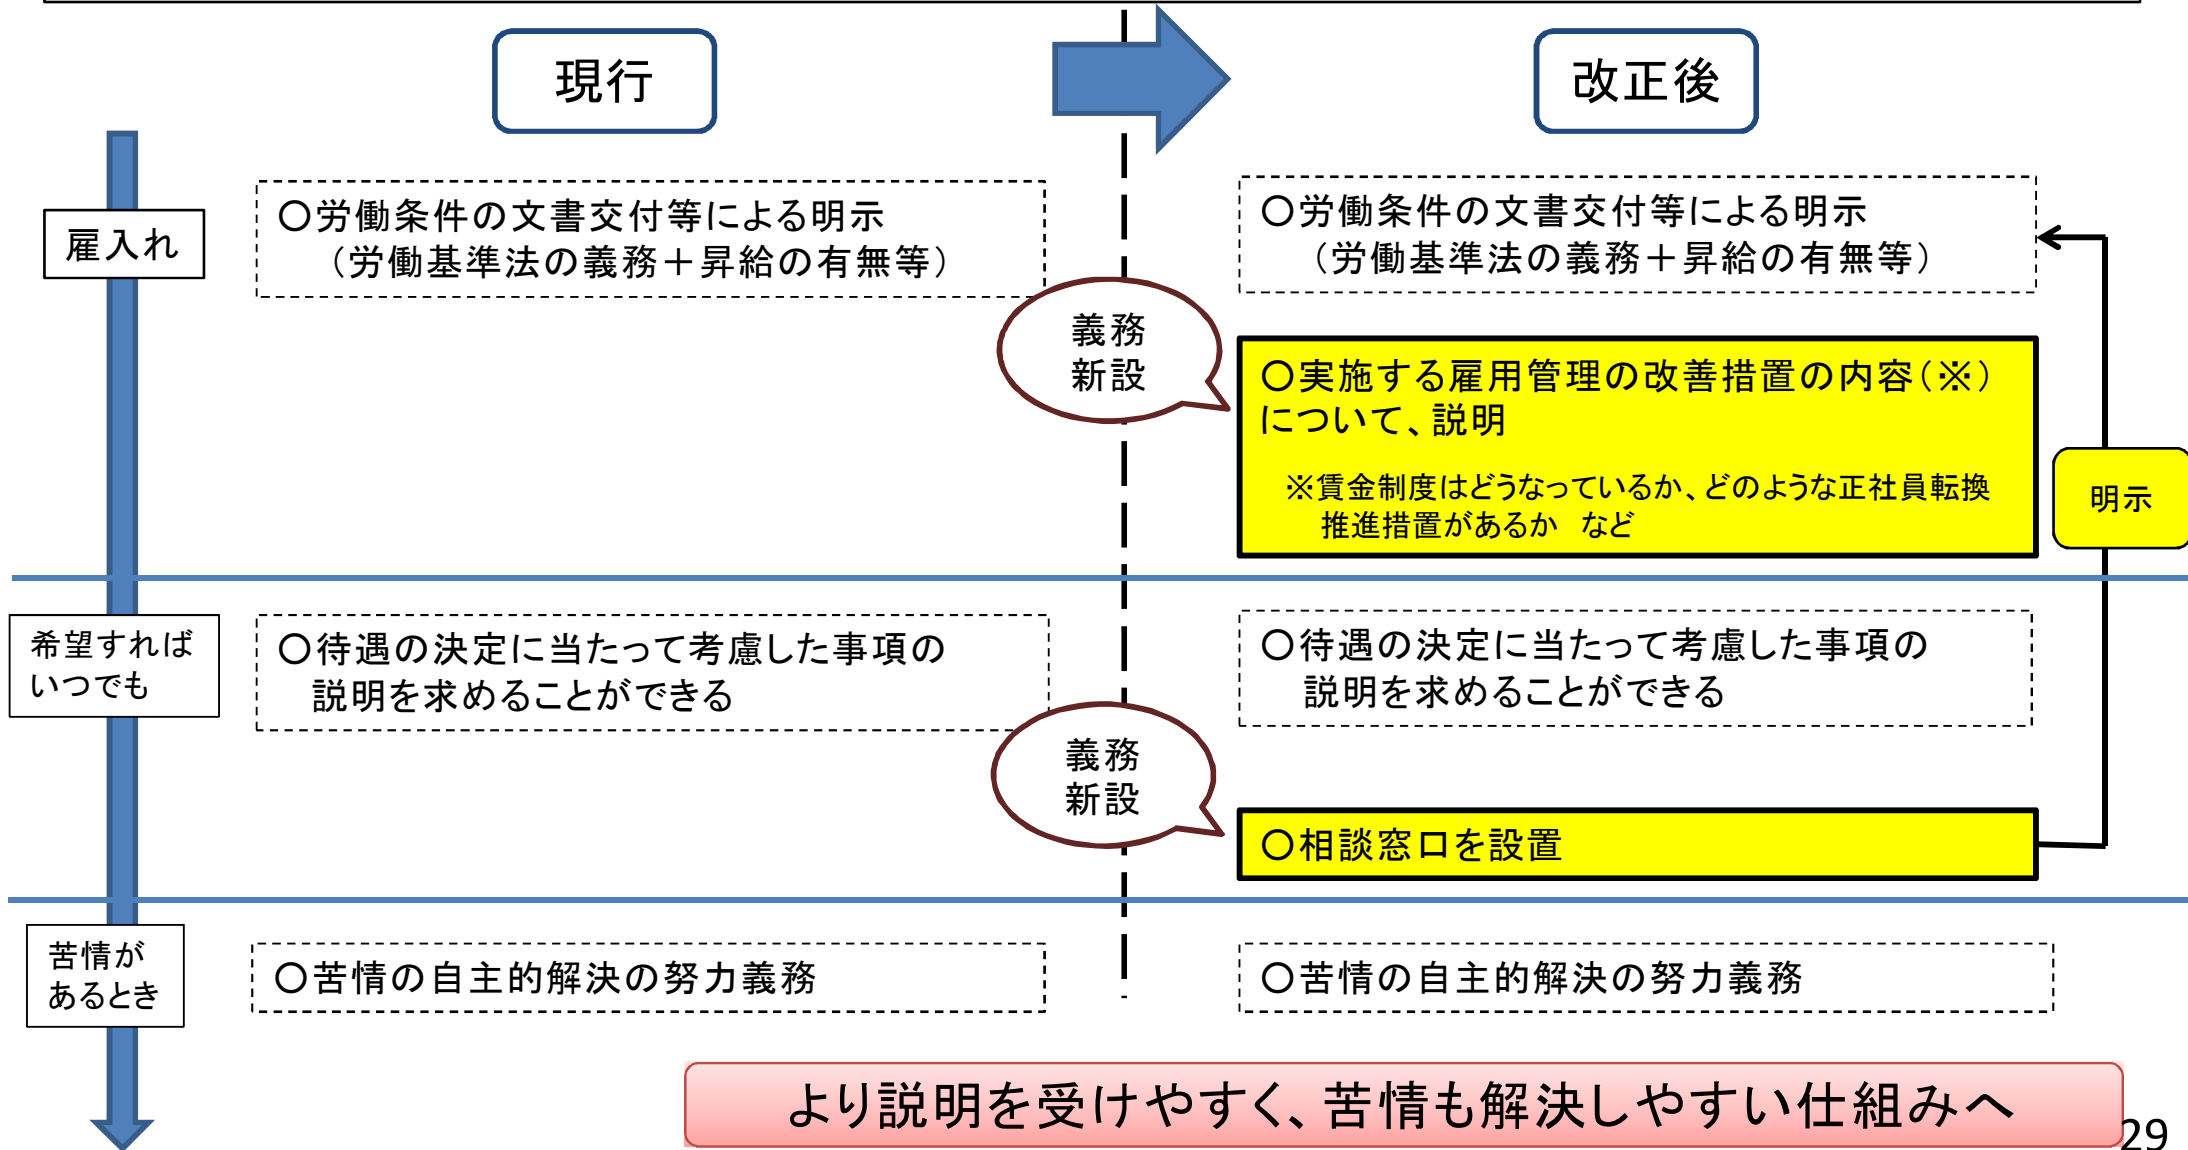 現行
改正後
雇入れ
○労働条件の文書交付等による明示
（労働基準法の義務＋昇給の有無等）
○労働条件の文書交付等による明示
（労働基準法の義務＋昇給の有無等）
義務
新設
○実施する雇用管理の改善措置の内容（※）
について、説明
※賃金制度はどうなっているか、どのような正社員転換
推進措置があるか　など
明示
希望すれば
いつでも
○待遇の決定に当たって考慮した事項の
説明を求めることができる
○待遇の決定に当たって考慮した事項の
説明を求めることができる
義務
新設
○相談窓口を設置
苦情が
あるとき
○苦情の自主的解決の努力義務
○苦情の自主的解決の努力義務
より説明を受けやすく、苦情も解決しやすい仕組みへ
29